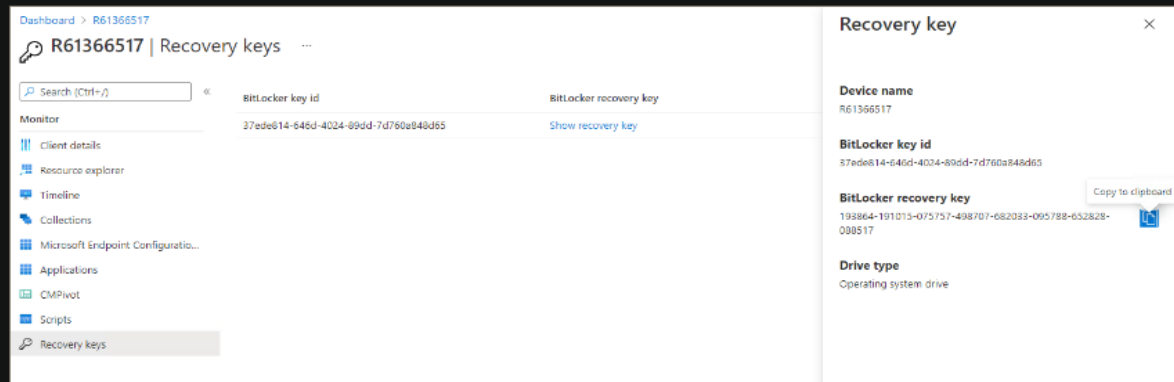 Dashboard > R61366517
R61366517 | Recovery keys ...
Search (Ctrl+/)
«
Monitor
Client details
Resource explorer
Timeline
Collections
Microsoft Endpoint Configuratio...
Applications
CMPivot
Scripts
Recovery keys
BitLocker key id BitLocker recovery key
37ede814-646d-4024-89dd-7d760a848d65 Show recovery key
Recovery key
Device name
R61366517
BitLocker key id
37ede814-646d-4024-89dd-7d760a848d65
BitLocker recovery key
193864-191015-075757-498707-682033-095788-652828-
088517
Copy to clipboard
Drive type
Operating system drive